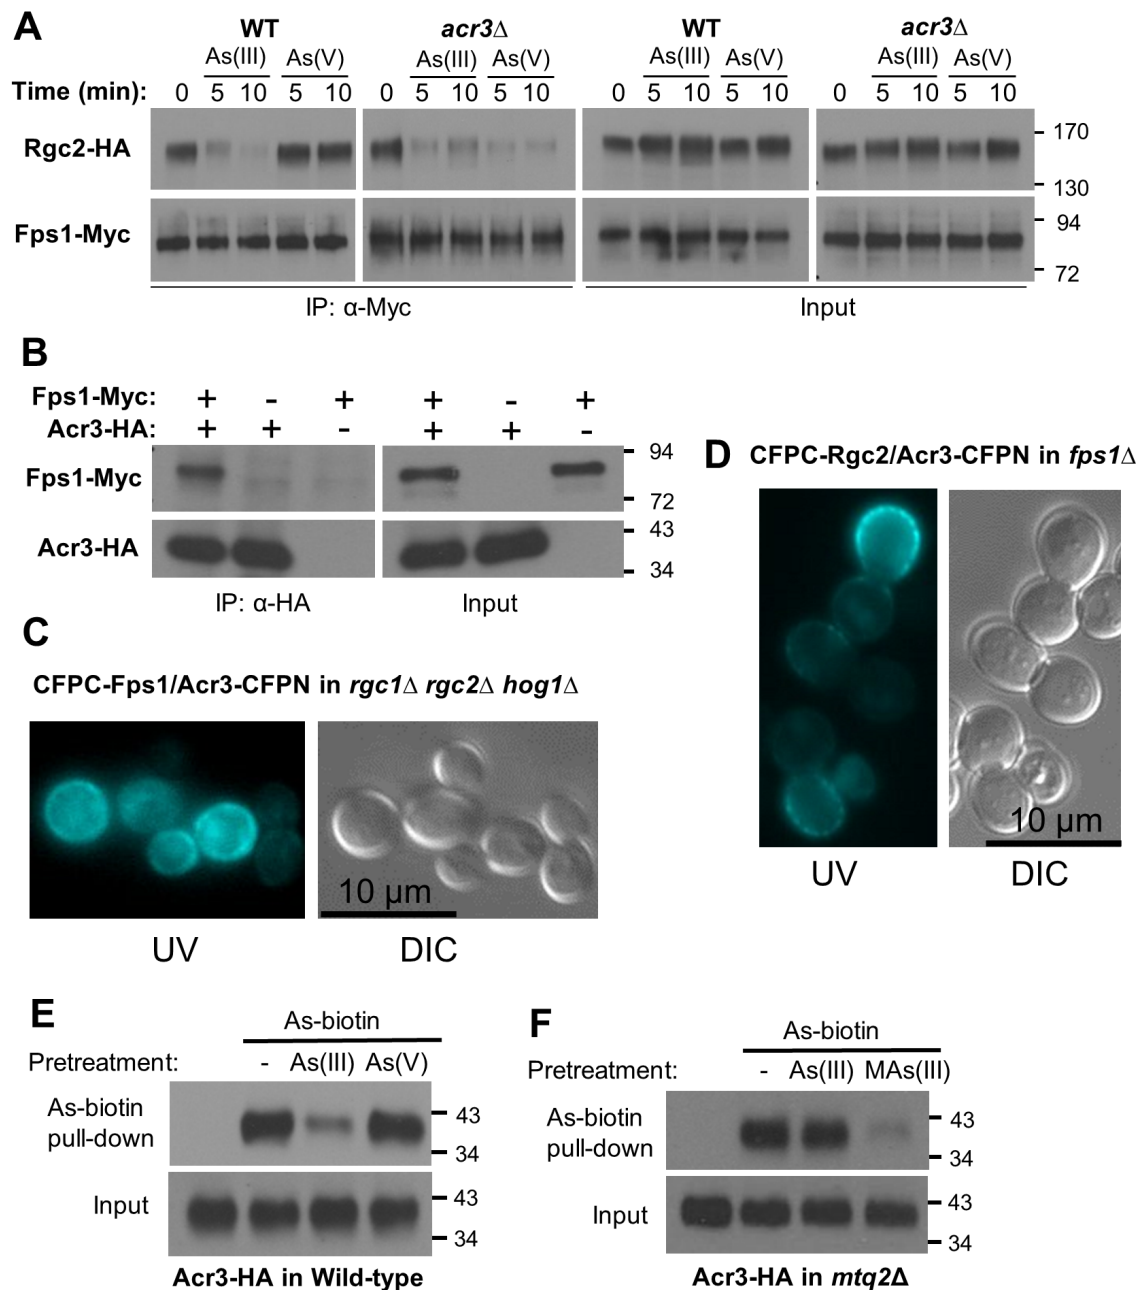 A
WT acr3Δ WT acr3Δ
As(III) As(V) As(III) As(V) As(III) As(V) As(III) As(V)
Time (min): 0 5 10 5 10 0 5 10 5 10 0 5 10 5 10 0 5 10 5 10
Rgc2-HA
170
130
Fps1-Myc
94
72
IP: α-Myc Input
B
Fps1-Myc: + - + + - +
Acr3-HA: + + - + + -
Fps1-Myc
94
72
Acr3-HA
43
34
IP: α-HA Input
C
CFPC-Fps1/Acr3-CFPN in rgc1Δ rgc2Δ hog1Δ
10 μm
UV DIC
D CFPC-Rgc2/Acr3-CFPN in fps1Δ
10 μm
UV DIC
E
As-biotin
Pretreatment: - As(III) As(V)
As-biotin
pull-down
43
34
Input
43
34
Acr3-HA in Wild-type
F
As-biotin
Pretreatment: - As(III) MAs(III)
As-biotin
pull-down
43
34
Input
43
34
Acr3-HA in mtq2Δ